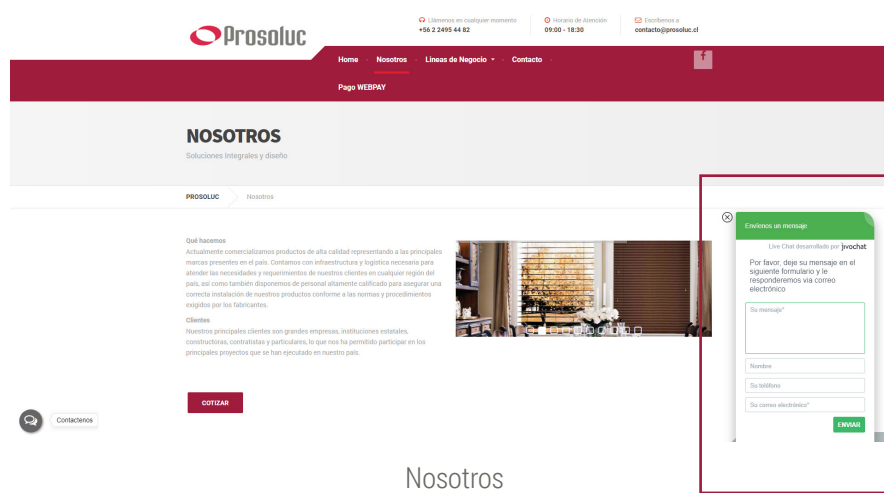 Prosoluc
Llámenos en cualquier momento
+56 2 2495 44 82
Horario de Atención
09:00 - 18:30
Escríbenos a
contacto@prosoluc.cl
Home
Nosotros
Lineas de Negocio
Contacto
f
Pago WEBPAY
NOSOTROS
Soluciones Integrales y diseño
PROSOLUC
Nosotros
Qué hacemos
Actualmente comercializamos productos de alta calidad representando a las principales
marcas presentes en el país. Contamos con infraestructura y logística necesaria para
atender las necesidades y requerimientos de nuestros clientes en cualquier región del
país, así como también disponemos de personal altamente calificado para asegurar una
correcta instalación de nuestros productos conforme a las normas y procedimientos
exigidos por los fabricantes.
Clientes
Nuestros principales clientes son grandes empresas, instituciones estatales,
constructoras, contratistas y particulares, lo que nos ha permitido participar en los
principales proyectos que se han ejecutado en nuestro país.
COTIZAR
Contactenos
Envíenos un mensaje
Live Chat desarrollado por jivochat
Por favor, deje su mensaje en el
siguiente formulario y le
responderemos via correo
electrónico
Su mensaje*
Nombre
Su teléfono
Su correo electrónico*
ENVIAR
Nosotros